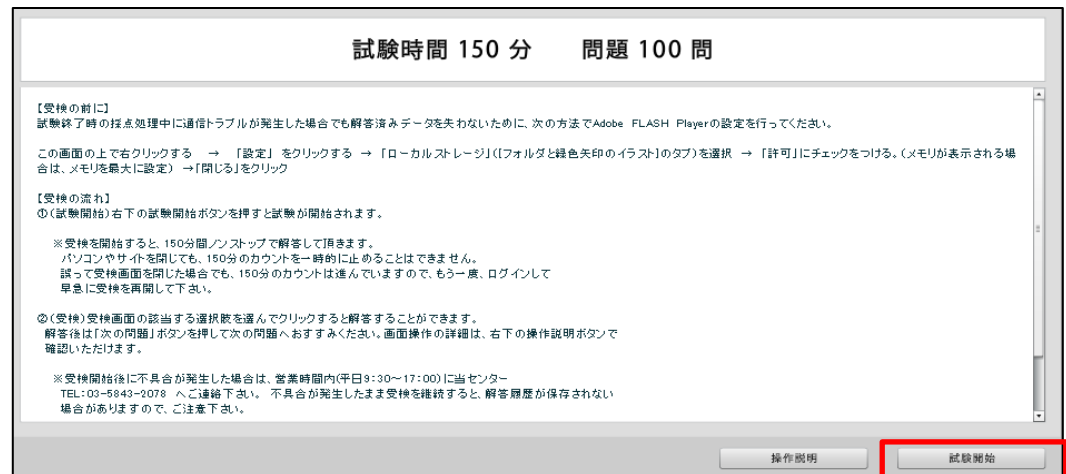 試験時間 150 分　　問題 100 問
【受検の前に】
試験終了時の採点処理中に通信トラブルが発生した場合でも解答済みデータを失わないために、次の方法でAdobe FLASH Playerの設定を行ってください。
この画面の上で右クリックする　→　「設定」をクリックする　→　「ローカルストレージ」([フォルダと緑色矢印のイラスト]のタブ)を選択　→　「許可」にチェックをつける。(メモリが表示される場
合は、メモリを最大に設定)　→「閉じる」をクリック
【受検の流れ】
①(試験開始)右下の試験開始ボタンを押すと試験が開始されます。
※受検を開始すると、150分間ノンストップで解答して頂きます。
パソコンやサイトを閉じても、150分のカウントを一時的に止めることはできません。
誤って受検画面を閉じた場合でも、150分のカウントは進んでいますので、もう一度、ログインして
早急に受検を再開して下さい。
②(受検)受検画面の該当する選択肢を選んでクリックすると解答することができます。
解答後は「次の問題」ボタンを押して次の問題へおすすみください。画面操作の詳細は、右下の操作説明ボタンで
確認いただけます。
※受検開始後に不具合が発生した場合は、営業時間内(平日9:30～17:00)に当センター
TEL:03-5843-2078 へご連絡下さい。 不具合が発生したまま受検を継続すると、解答履歴が保存されない
場合がありますので、ご注意下さい。
操作説明
試験開始